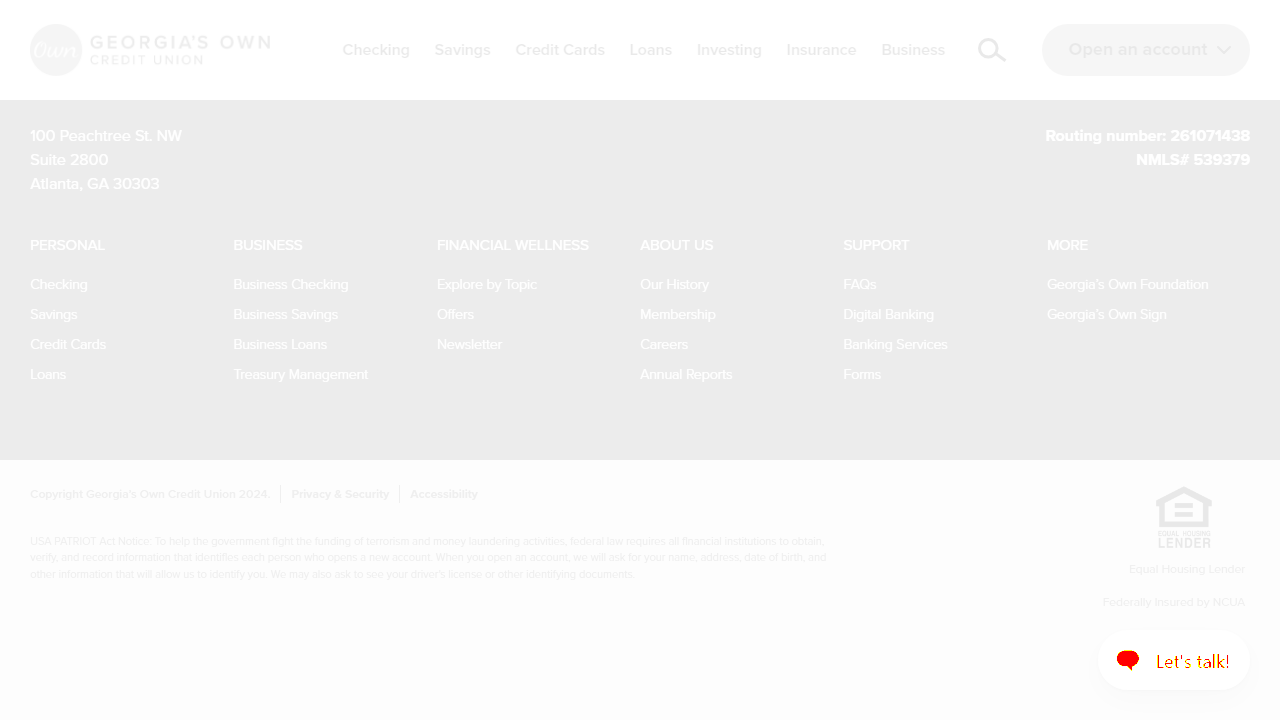 Own GEORGIA'S OWN
CREDIT UNION
Checking Savings Credit Cards Loans Investing Insurance Business
Open an account
100 Peachtree St. NW
Suite 2800
Atlanta, GA 30303
Routing number: 261071438
NMLS# 539379
PERSONAL
Checking
Savings
Credit Cards
Loans
BUSINESS
Business Checking
Business Savings
Business Loans
Treasury Management
FINANCIAL WELLNESS
Explore by Topic
Offers
Newsletter
ABOUT US
Our History
Membership
Careers
Annual Reports
SUPPORT
FAQs
Digital Banking
Banking Services
Forms
MORE
Georgia's Own Foundation
Georgia's Own Sign
Copyright Georgia's Own Credit Union 2024. Privacy & Security Accessibility
USA PATRIOT Act Notice: To help the government fight the funding of terrorism and money laundering activities, federal law requires all financial institutions to obtain,
verify, and record information that identifies each person who opens a new account. When you open an account, we will ask for your name, address, date of birth, and
other information that will allow us to identify you. We may also ask to see your driver's license or other identifying documents.
EQUAL HOUSING
LENDER
Equal Housing Lender
Federally Insured by NCUA
Let's talk!